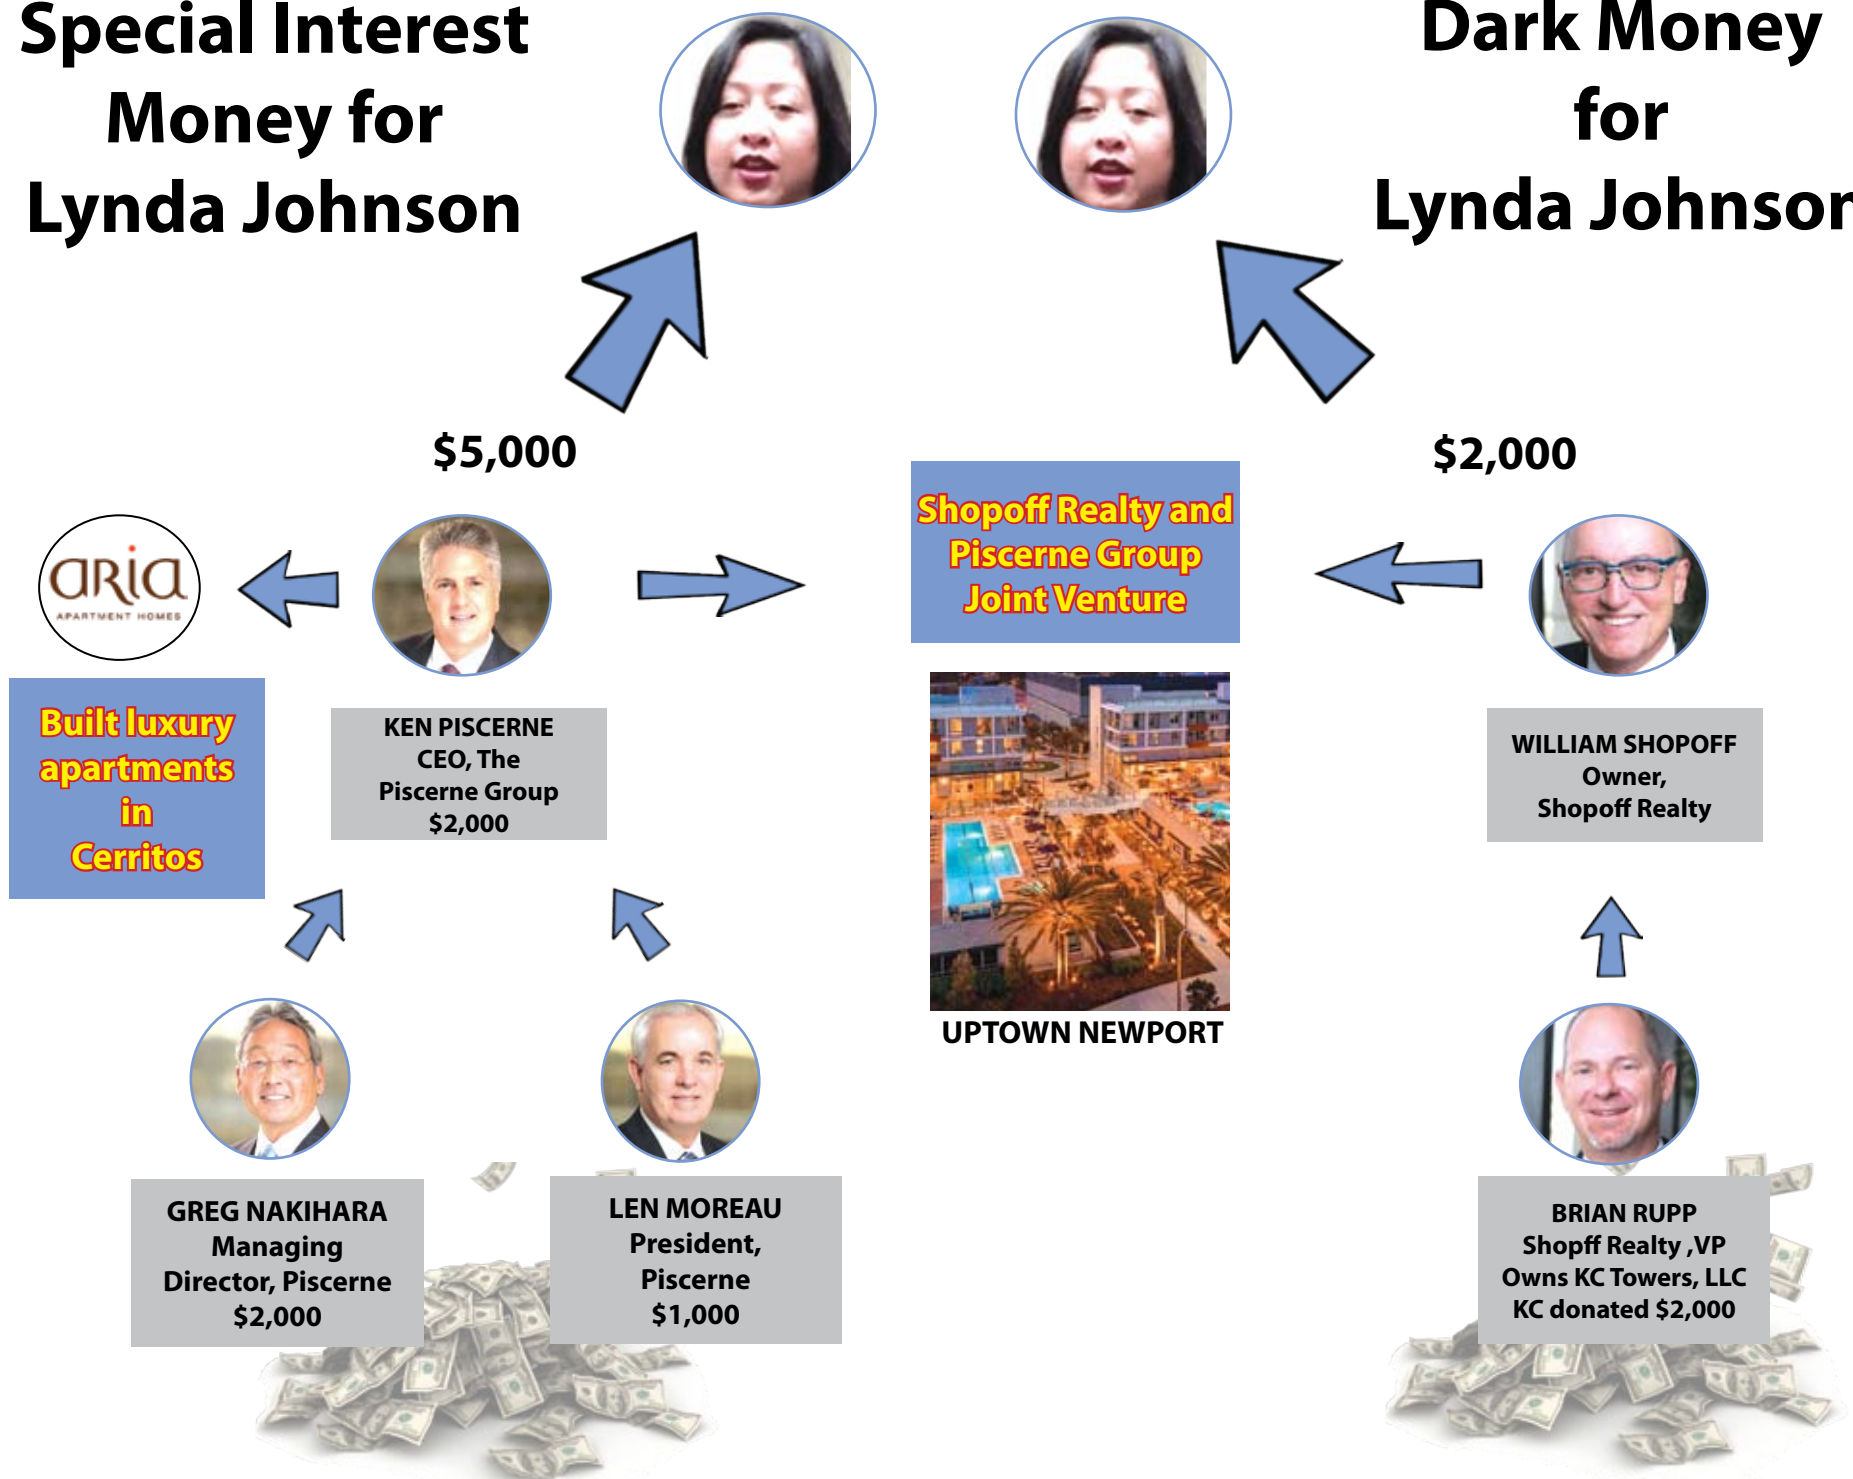 Special Interest
Money for
Lynda Johnson
Dark Money
for
Lynda Johnson
$5,000
$2,000
Shopoff Realty and
Piscerne Group
Joint Venture
aria
APARTMENT HOMES
Built luxury
apartments
in
Cerritos
KEN PISCERNE
CEO, The
Piscerne Group
$2,000
WILLIAM SHOPOFF
Owner,
Shopoff Realty
UPTOWN NEWPORT
GREG NAKIHARA
Managing
Director, Piscerne
$2,000
LEN MOREAU
President,
Piscerne
$1,000
BRIAN RUPP
Shopff Realty ,VP
Owns KC Towers, LLC
KC donated $2,000